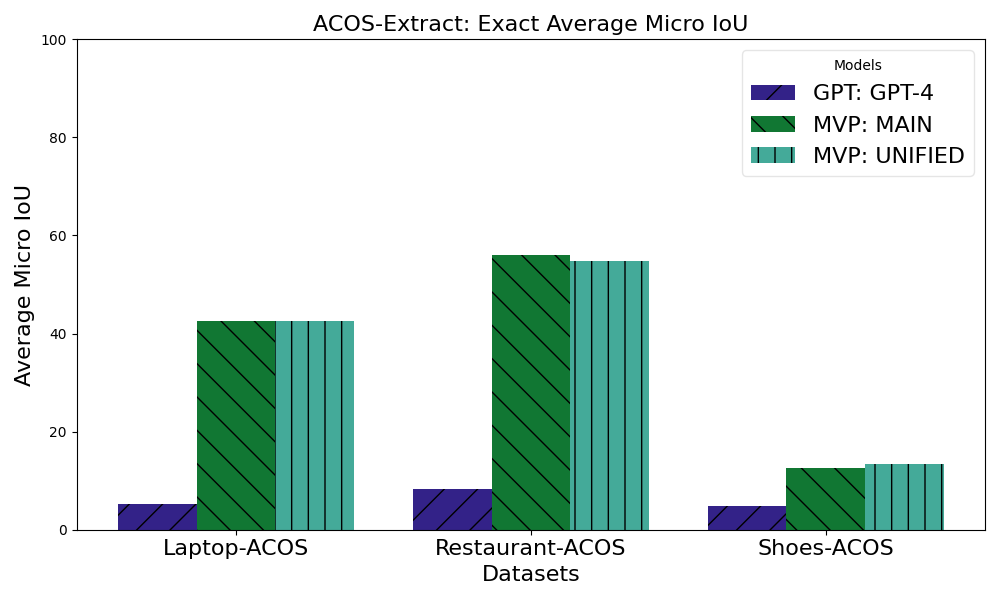 ACOS-Extract: Exact Average Micro IoU
100
80
60
40
20
0
Average Micro IoU
Models
GPT: GPT-4
MVP: MAIN
MVP: UNIFIED
Laptop-ACOS
Restaurant-ACOS
Shoes-ACOS
Datasets